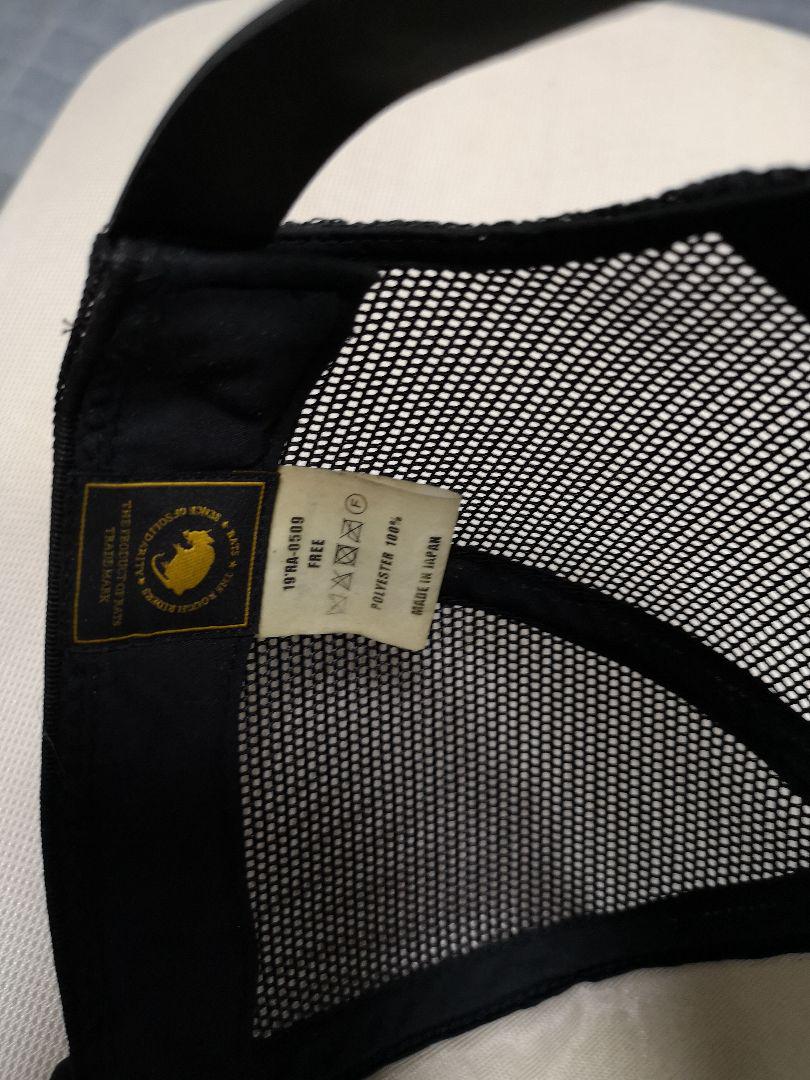 RATS ★ THE ROUGH RIDERS ★ SENCE OF SOLIDARITY ★
THE PRODUCT OF RATS
TRADE MARK
19'RA-0509
FREE
F
POLYESTER 100%
MADE IN JAPAN